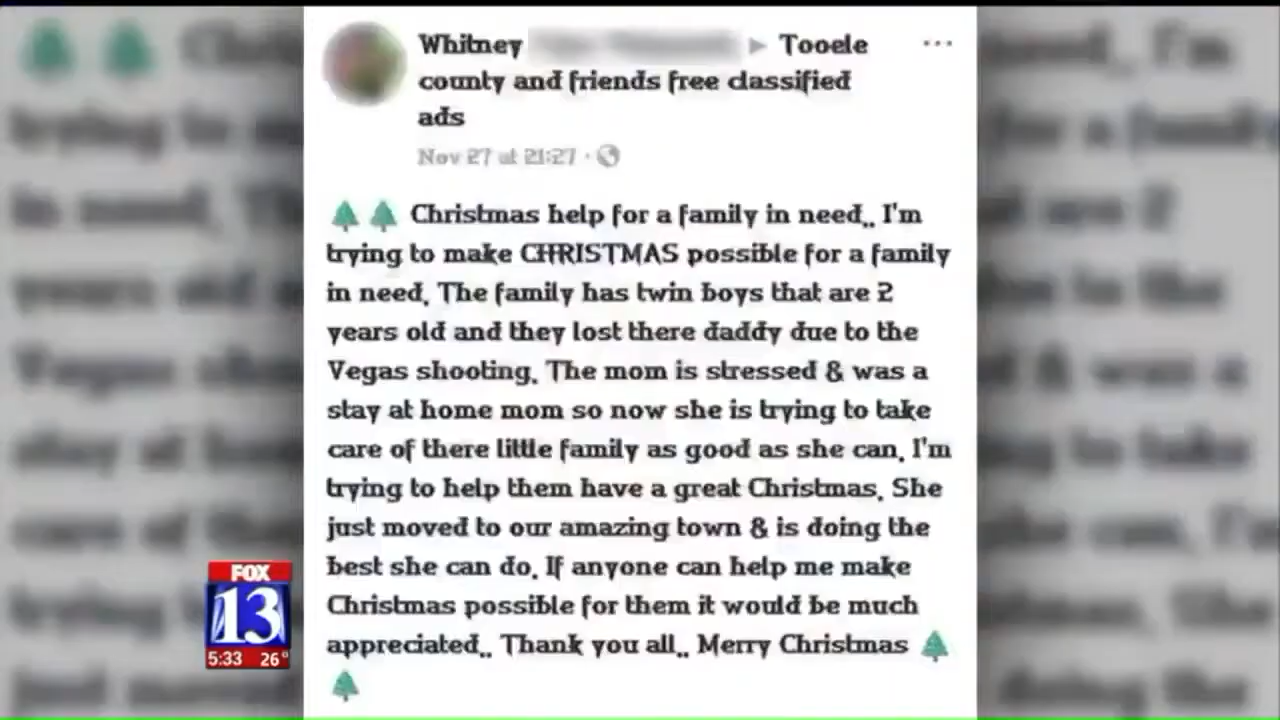 Whitney ▸ Tooele
county and friends free classified
ads
Nov 27 at 21:27 ·
🌲🌲 Christmas help for a family in need.. I'm
trying to make CHRISTMAS possible for a family
in need. The family has twin boys that are 2
years old and they lost there daddy due to the
Vegas shooting. The mom is stressed & was a
stay at home mom so now she is trying to take
care of there little family as good as she can. I'm
trying to help them have a great Christmas. She
just moved to our amazing town & is doing the
best she can do. If anyone can help me make
Christmas possible for them it would be much
appreciated.. Thank you all.. Merry Christmas 🌲
🌲
FOX
13
5:33 26°